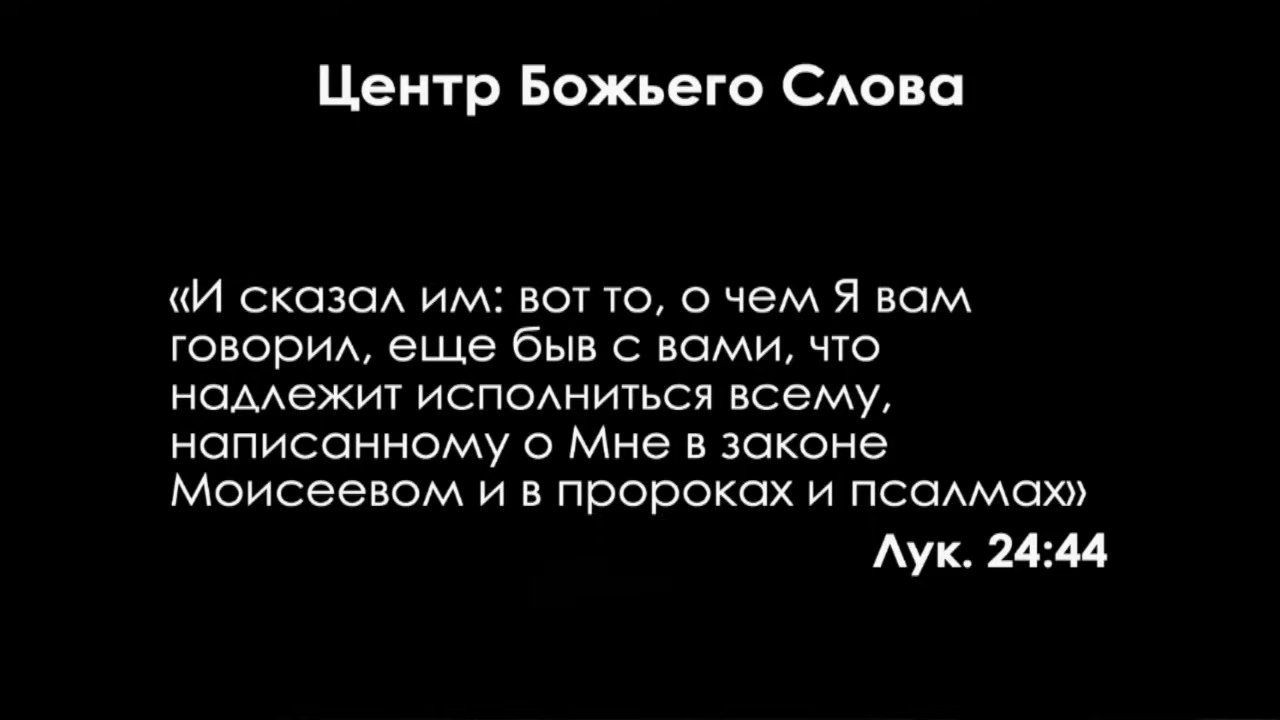 Центр Божьего Слова
«И сказал им: вот то, о чем Я вам
говорил, еще быв с вами, что
надлежит исполниться всему,
написанному о Мне в законе
Моисеевом и в пророках и псалмах»
Лук. 24:44